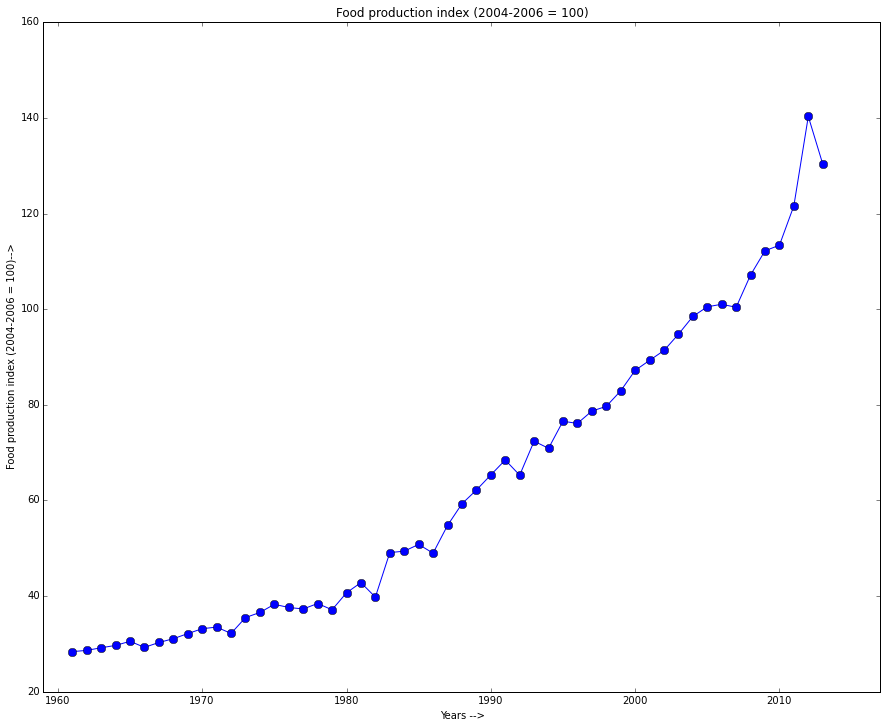 Food production index (2004-2006 = 100)
160
140
120
100
80
60
40
20
Food production index (2004-2006 = 100)-->
1960 1970 1980 1990 2000 2010
Years -->